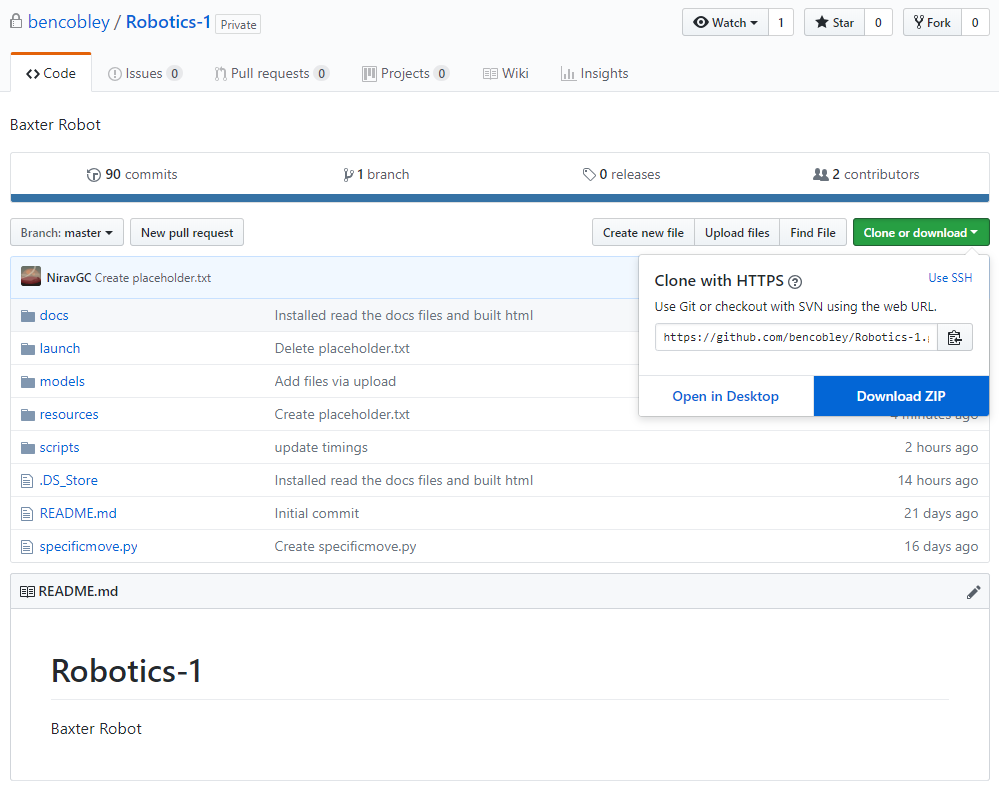 bencobley / Robotics-1 Private
Watch 1 Star 0 Fork 0
Code Issues 0 Pull requests 0 Projects 0 Wiki Insights
Baxter Robot
90 commits 1 branch 0 releases 2 contributors
Branch: master New pull request Create new file Upload files Find File Clone or download
NiravGC Create placeholder.txt
Clone with HTTPS ? Use SSH
Use Git or checkout with SVN using the web URL.
https://github.com/bencobley/Robotics-1.g
Open in Desktop Download ZIP
docs Installed read the docs files and built html
launch Delete placeholder.txt
models Add files via upload
resources Create placeholder.txt 4 minutes ago
scripts update timings 2 hours ago
.DS_Store Installed read the docs files and built html 14 hours ago
README.md Initial commit 21 days ago
specificmove.py Create specificmove.py 16 days ago
README.md
Robotics-1
Baxter Robot